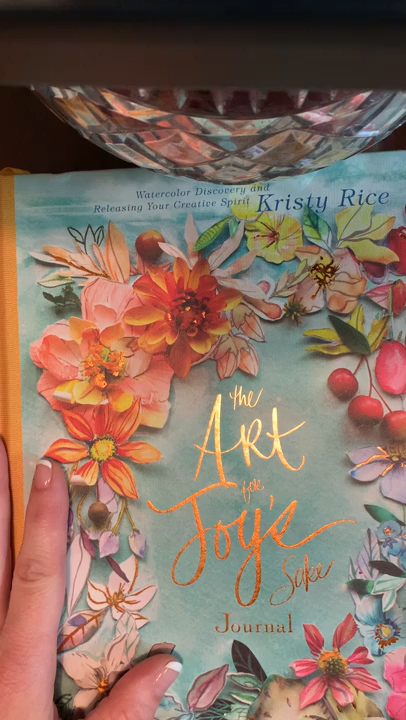 Watercolor Discovery and
Releasing Your Creative Spirit Kristy Rice
the
Art
for
Joy's
Sake
Journal